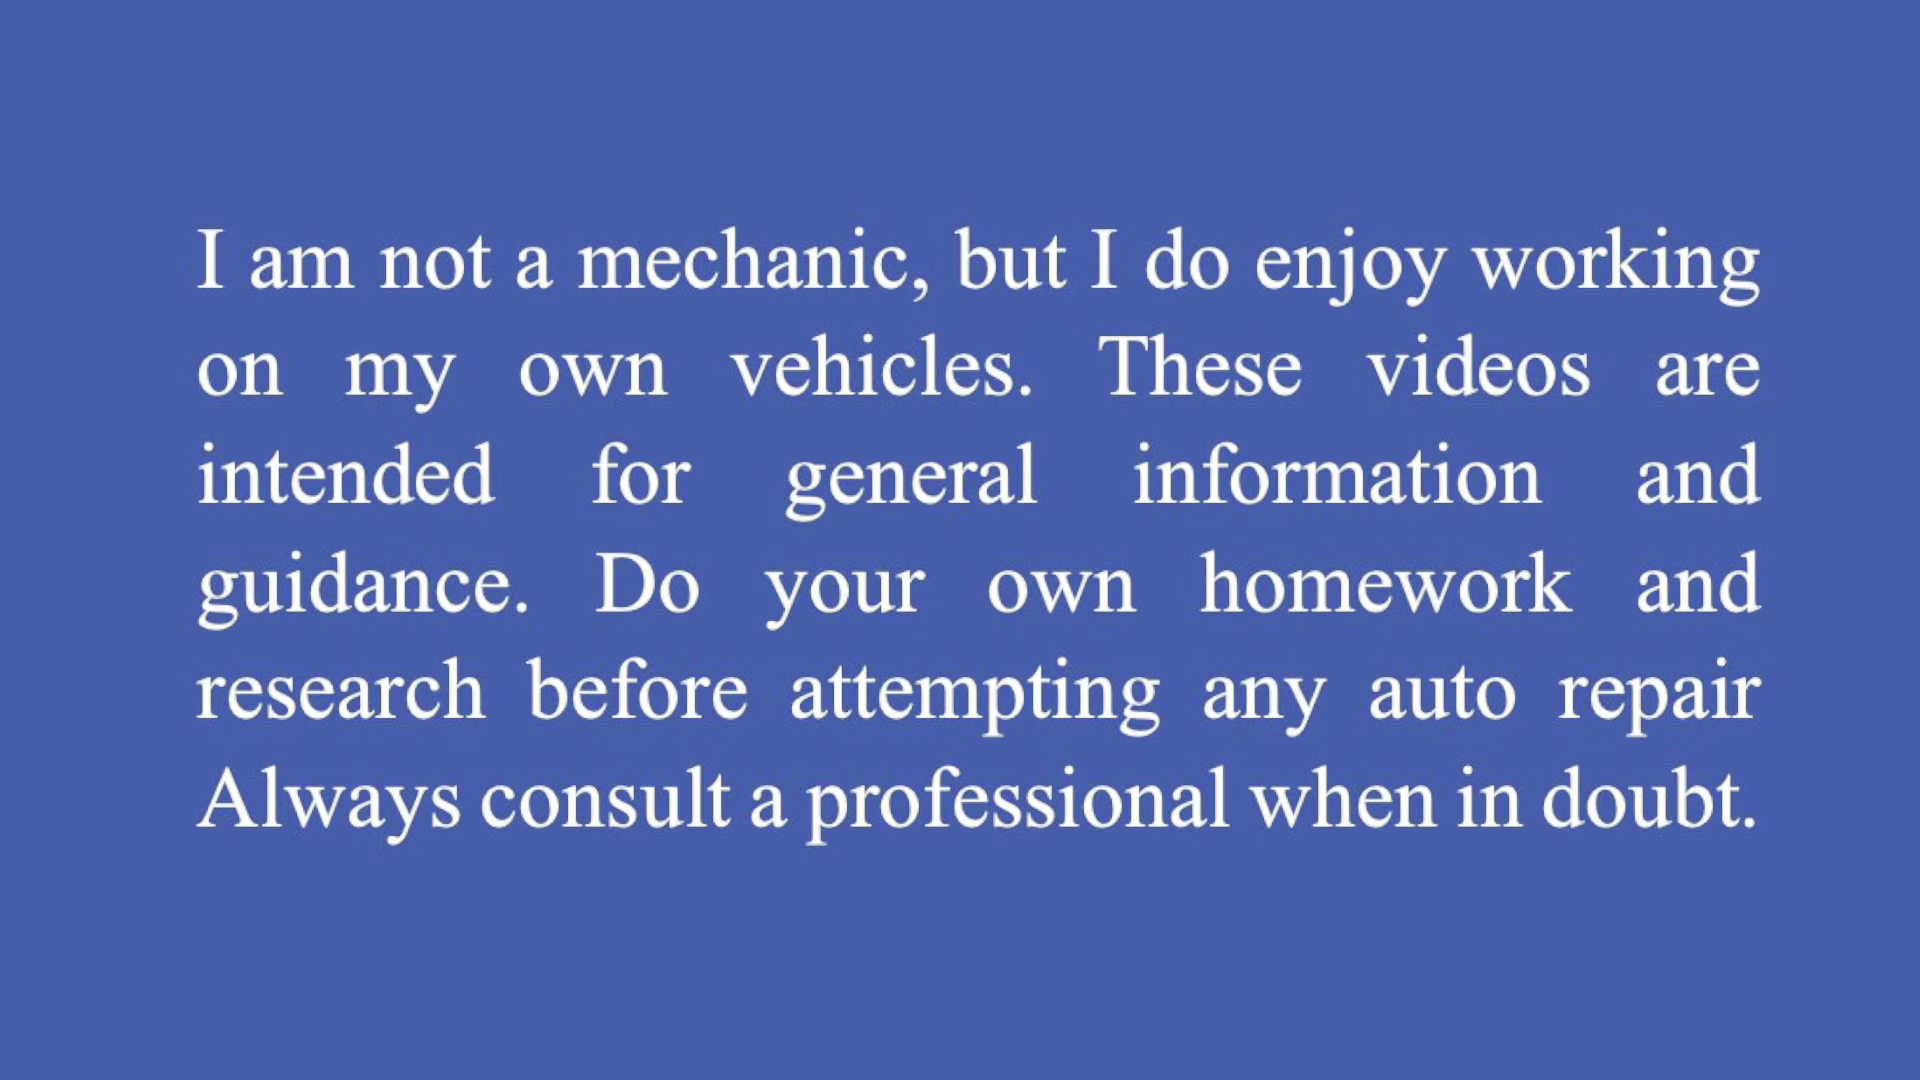 I am not a mechanic, but I do enjoy working
on my own vehicles. These videos are
intended for general information and
guidance. Do your own homework and
research before attempting any auto repair
Always consult a professional when in doubt.